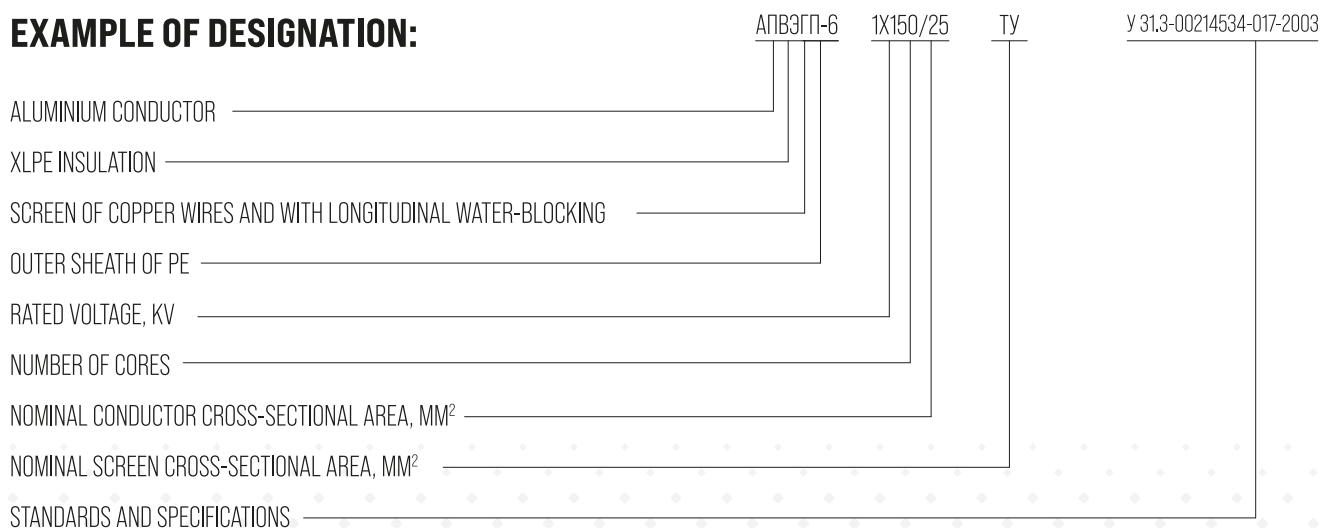 EXAMPLE OF DESIGNATION:
АПВЭГП-6 1Х150/25 ТУ У 31.3-00214534-017-2003
ALUMINIUM CONDUCTOR
XLPE INSULATION
SCREEN OF COPPER WIRES AND WITH LONGITUDINAL WATER-BLOCKING
OUTER SHEATH OF PE
RATED VOLTAGE, KV
NUMBER OF CORES
NOMINAL CONDUCTOR CROSS-SECTIONAL AREA, MM²
NOMINAL SCREEN CROSS-SECTIONAL AREA, MM²
STANDARDS AND SPECIFICATIONS